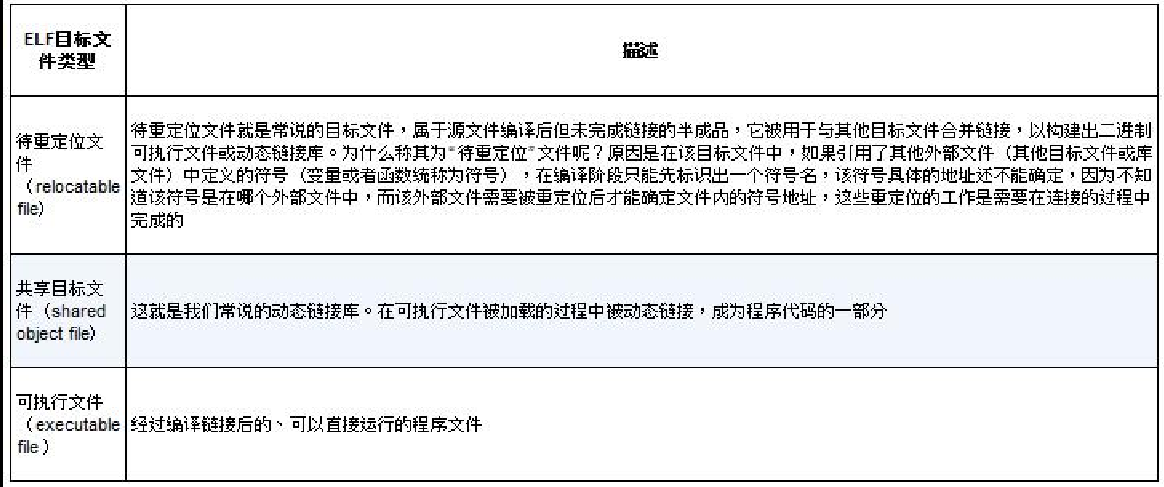 ELF目标文
件类型
描述
待重定位文
件
（relocatable
file）
待重定位文件就是常说的目标文件，属于源文件编译后但未完成链接的半成品，它被用于与其他目标文件合并链接，以构建出二进制
可执行文件或动态链接库。为什么称其为“待重定位”文件呢？原因是在该目标文件中，如果引用了其他外部文件（其他目标文件或库
文件）中定义的符号（变量或者函数统称为符号），在编译阶段只能先标识出一个符号名，该符号具体的地址还不能确定，因为不知
道该符号是在哪个外部文件中，而该外部文件需要被重定位后才能确定文件内的符号地址，这些重定位的工作是需要在连接的过程中
完成的
共享目标文
件（shared
object file）
这就是我们常说的动态链接库。在可执行文件被加载的过程中被动态链接，成为程序代码的一部分
可执行文件
（executable
file）
经过编译链接后的、可以直接运行的程序文件